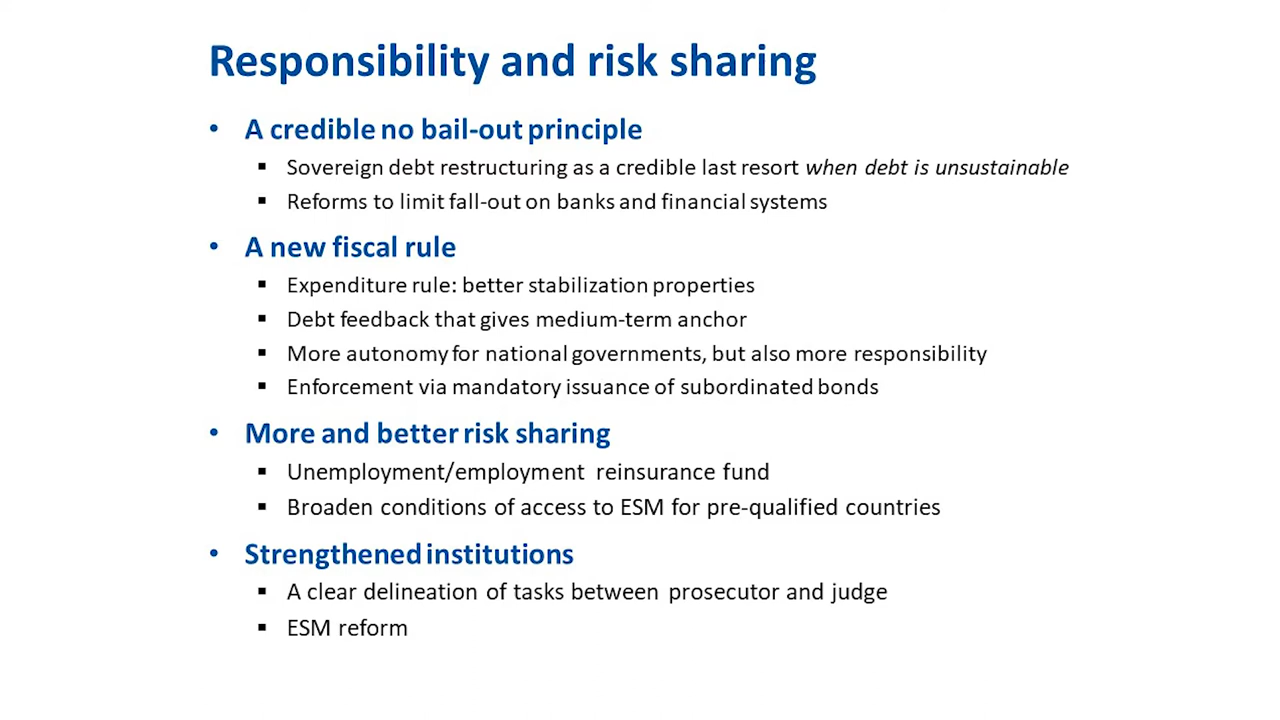 Responsibility and risk sharing
• A credible no bail-out principle
▪ Sovereign debt restructuring as a credible last resort when debt is unsustainable
▪ Reforms to limit fall-out on banks and financial systems
• A new fiscal rule
▪ Expenditure rule: better stabilization properties
▪ Debt feedback that gives medium-term anchor
▪ More autonomy for national governments, but also more responsibility
▪ Enforcement via mandatory issuance of subordinated bonds
• More and better risk sharing
▪ Unemployment/employment reinsurance fund
▪ Broaden conditions of access to ESM for pre-qualified countries
• Strengthened institutions
▪ A clear delineation of tasks between prosecutor and judge
▪ ESM reform